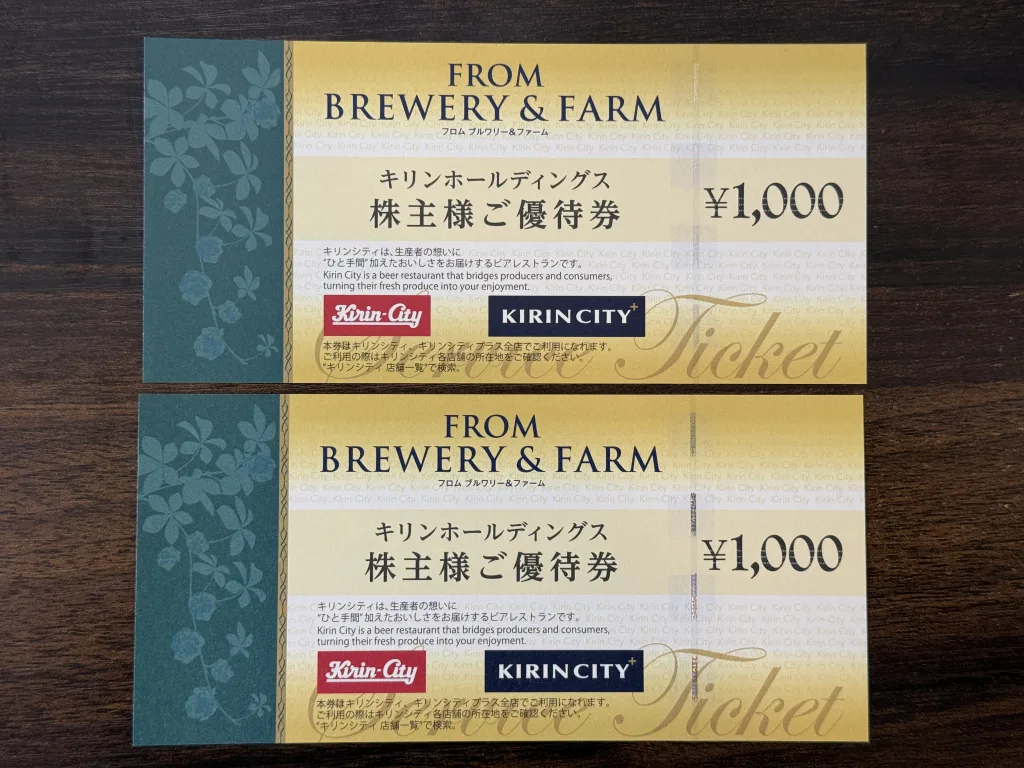 FROM
BREWERY & FARM
フロム ブルワリー&ファーム
キリンホールディングス
株主様ご優待券
¥1,000
キリンシティは、生産者の想いに
"ひと手間"加えたおいしさをお届けするビアレストランです。
Kirin City is a beer restaurant that bridges producers and consumers,
turning their fresh produce into your enjoyment.
Kirin-City
KIRINCITY+
本券はキリンシティ、キリンシティプラス全店でご利用になれます。
ご利用の際はキリンシティ各店舗の所在地をご確認ください。
"キリンシティ 店舗一覧"で検索。
Ticket
FROM
BREWERY & FARM
フロム ブルワリー&ファーム
キリンホールディングス
株主様ご優待券
¥1,000
キリンシティは、生産者の想いに
"ひと手間"加えたおいしさをお届けするビアレストランです。
Kirin City is a beer restaurant that bridges producers and consumers,
turning their fresh produce into your enjoyment.
Kirin-City
KIRINCITY+
本券はキリンシティ、キリンシティプラス全店でご利用になれます。
ご利用の際はキリンシティ各店舗の所在地をご確認ください。
"キリンシティ 店舗一覧"で検索。
Ticket